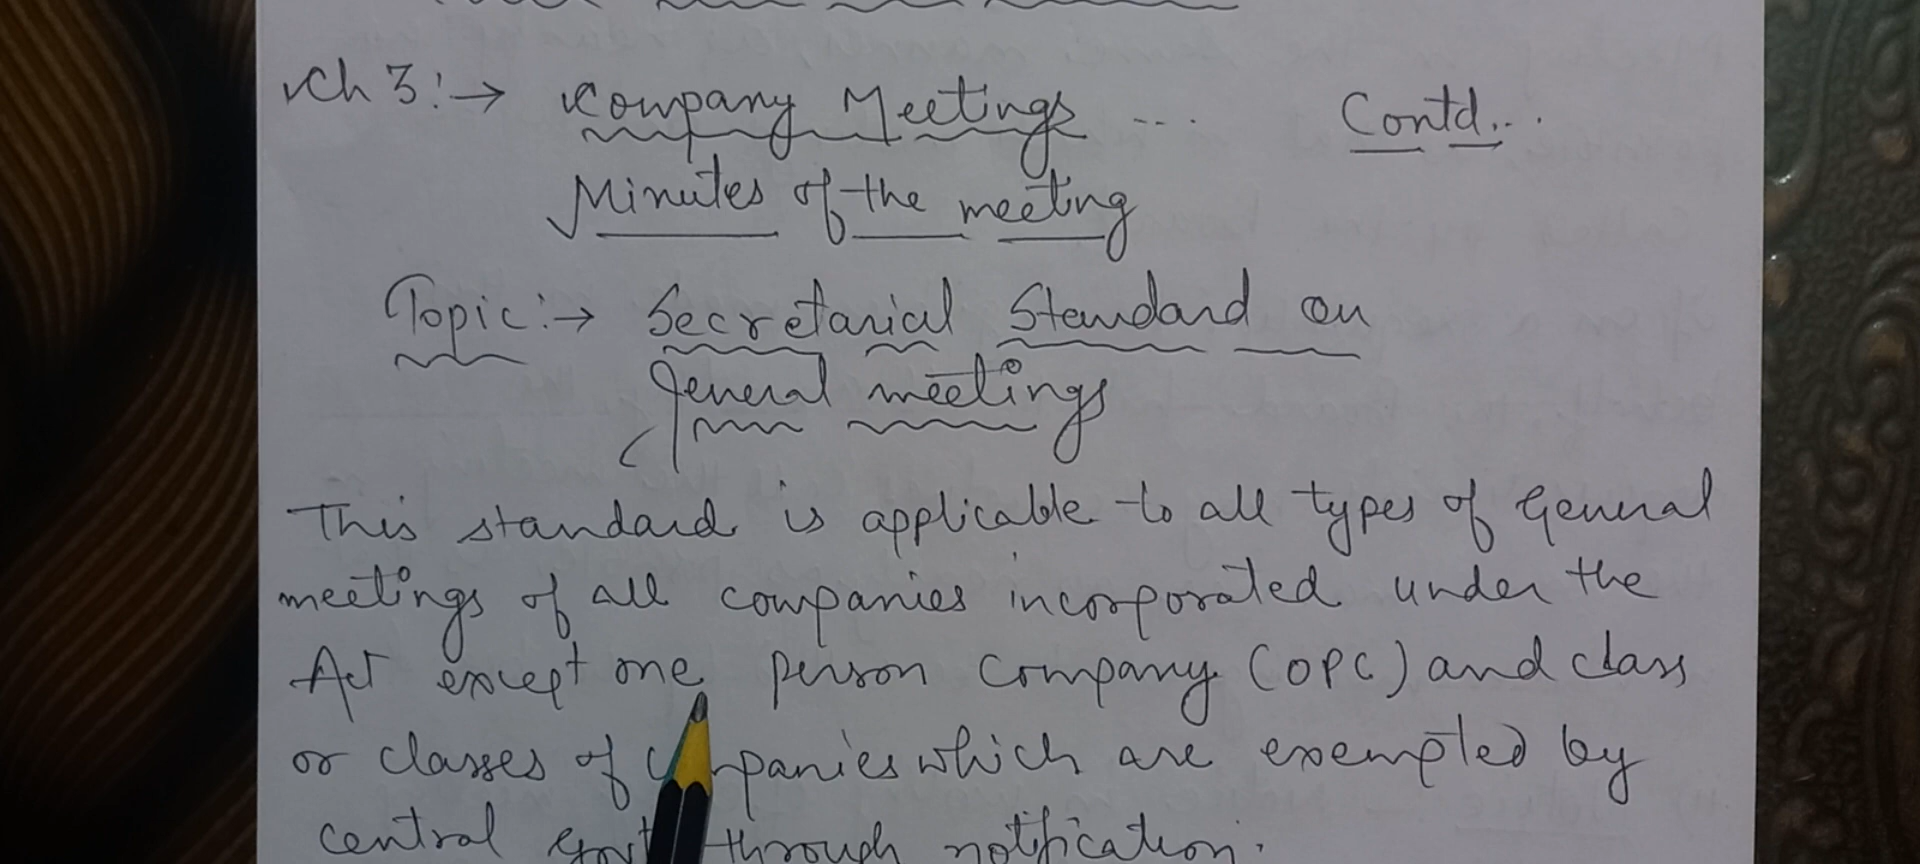 Ch 3:→ Company Meetings ... Contd...
Minutes of the meeting
Topic:→ Secretarial Standard on
General meetings
This standard is applicable to all types of General
meetings of all companies incorporated under the
Act except one person Company (OPC) and class
or classes of companies which are exempted by
central govt through notification.